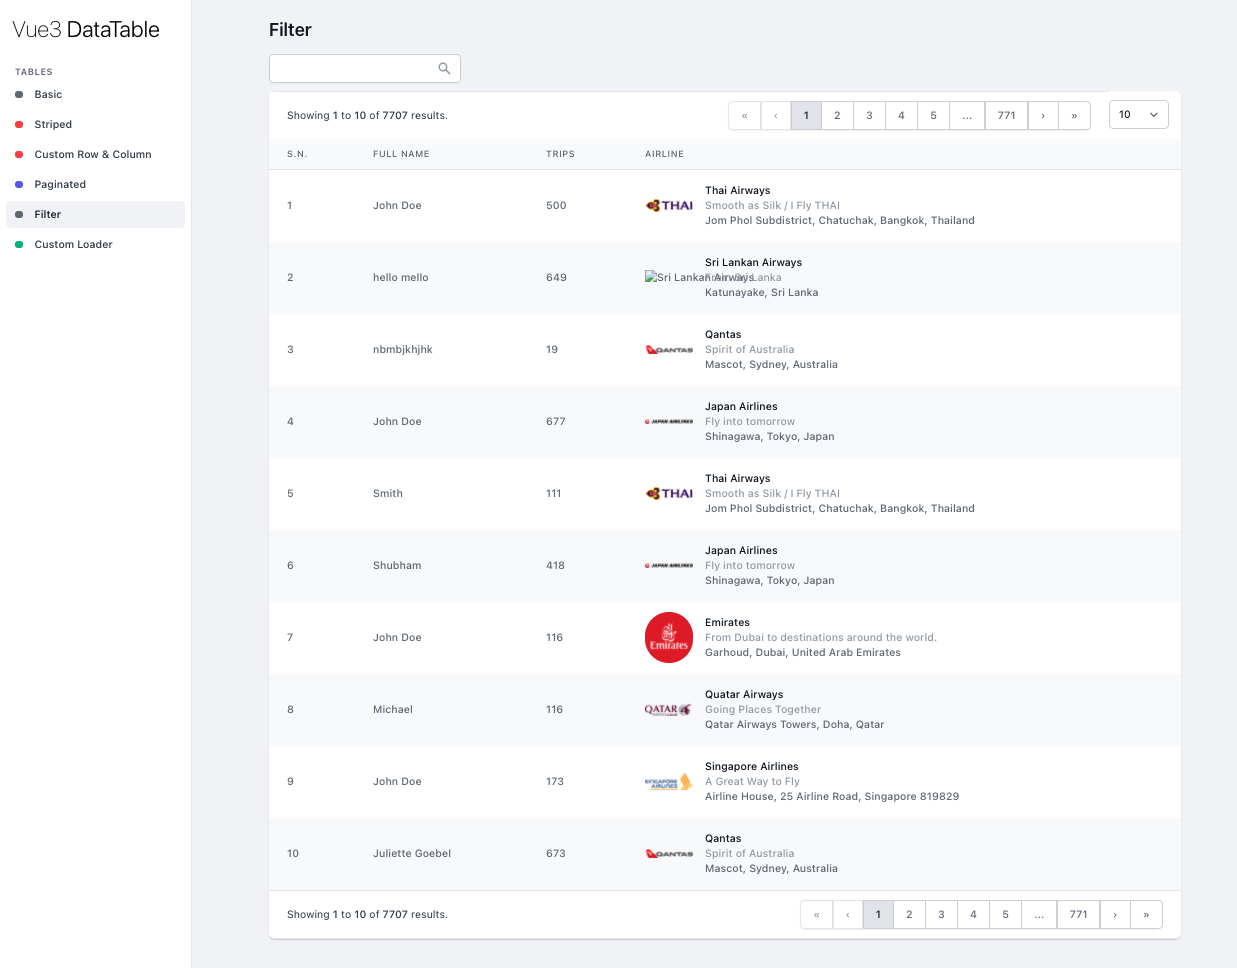 Vue3 DataTable
TABLES
Basic
Striped
Custom Row & Column
Paginated
Filter
Custom Loader
Filter
Showing 1 to 10 of 7707 results.
« ‹ 1 2 3 4 5 ... 771 › »
10
S.N. FULL NAME TRIPS AIRLINE
1 John Doe 500 THAI Thai Airways
Smooth as Silk / I Fly THAI
Jom Phol Subdistrict, Chatuchak, Bangkok, Thailand
2 hello mello 649 Sri Lankan Airways Sri Lankan Airways
From Sri Lanka
Katunayake, Sri Lanka
3 nbmbjkhjhk 19 QANTAS Qantas
Spirit of Australia
Mascot, Sydney, Australia
4 John Doe 677 JAPAN AIRLINES Japan Airlines
Fly into tomorrow
Shinagawa, Tokyo, Japan
5 Smith 111 THAI Thai Airways
Smooth as Silk / I Fly THAI
Jom Phol Subdistrict, Chatuchak, Bangkok, Thailand
6 Shubham 418 JAPAN AIRLINES Japan Airlines
Fly into tomorrow
Shinagawa, Tokyo, Japan
7 John Doe 116 Emirates Emirates
From Dubai to destinations around the world.
Garhoud, Dubai, United Arab Emirates
8 Michael 116 QATAR Quatar Airways
Going Places Together
Qatar Airways Towers, Doha, Qatar
9 John Doe 173 SINGAPORE AIRLINES Singapore Airlines
A Great Way to Fly
Airline House, 25 Airline Road, Singapore 819829
10 Juliette Goebel 673 QANTAS Qantas
Spirit of Australia
Mascot, Sydney, Australia
Showing 1 to 10 of 7707 results.
« ‹ 1 2 3 4 5 ... 771 › »